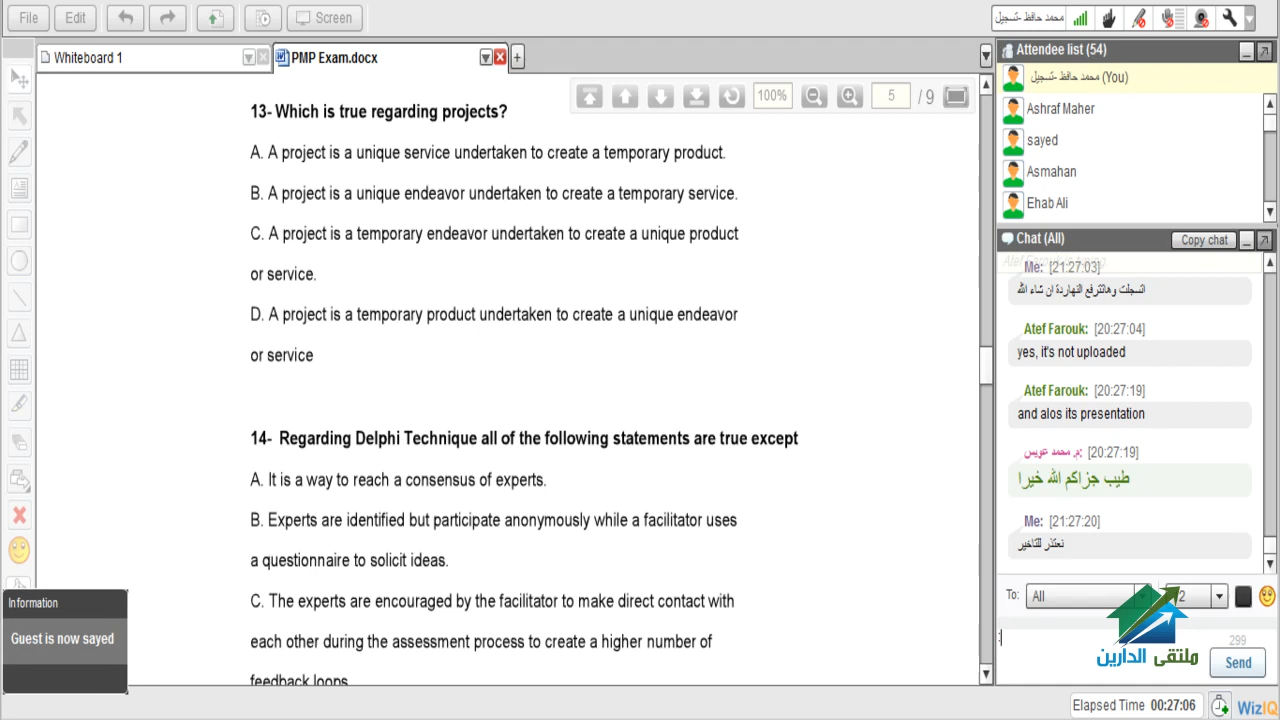 File
Edit
Screen
محمد حافظ -تسجيل
Whiteboard 1
PMP Exam.docx
+
100%
5
/ 9
13- Which is true regarding projects?
A. A project is a unique service undertaken to create a temporary product.
B. A project is a unique endeavor undertaken to create a temporary service.
C. A project is a temporary endeavor undertaken to create a unique product
or service.
D. A project is a temporary product undertaken to create a unique endeavor
or service
14- Regarding Delphi Technique all of the following statements are true except
A. It is a way to reach a consensus of experts.
B. Experts are identified but participate anonymously while a facilitator uses
a questionnaire to solicit ideas.
C. The experts are encouraged by the facilitator to make direct contact with
each other during the assessment process to create a higher number of
feedback loops
Information
Guest is now sayed
Attendee list (54)
محمد حافظ -تسجيل (You)
Ashraf Maher
sayed
Asmahan
Ehab Ali
Chat (All)
Copy chat
Me: [21:27:03]
اتسجلت وهاتترفع النهاردة ان شاء الله
Atef Farouk: [20:27:04]
yes, it's not uploaded
Atef Farouk: [20:27:19]
and alos its presentation
م. محمد عويس: [20:27:19]
طيب جزاكم الله خيرا
Me: [21:27:20]
نعتذر للتاخير
To:
All
2
299
Send
ملتقى الدارين
Elapsed Time 00:27:06
WizIQ